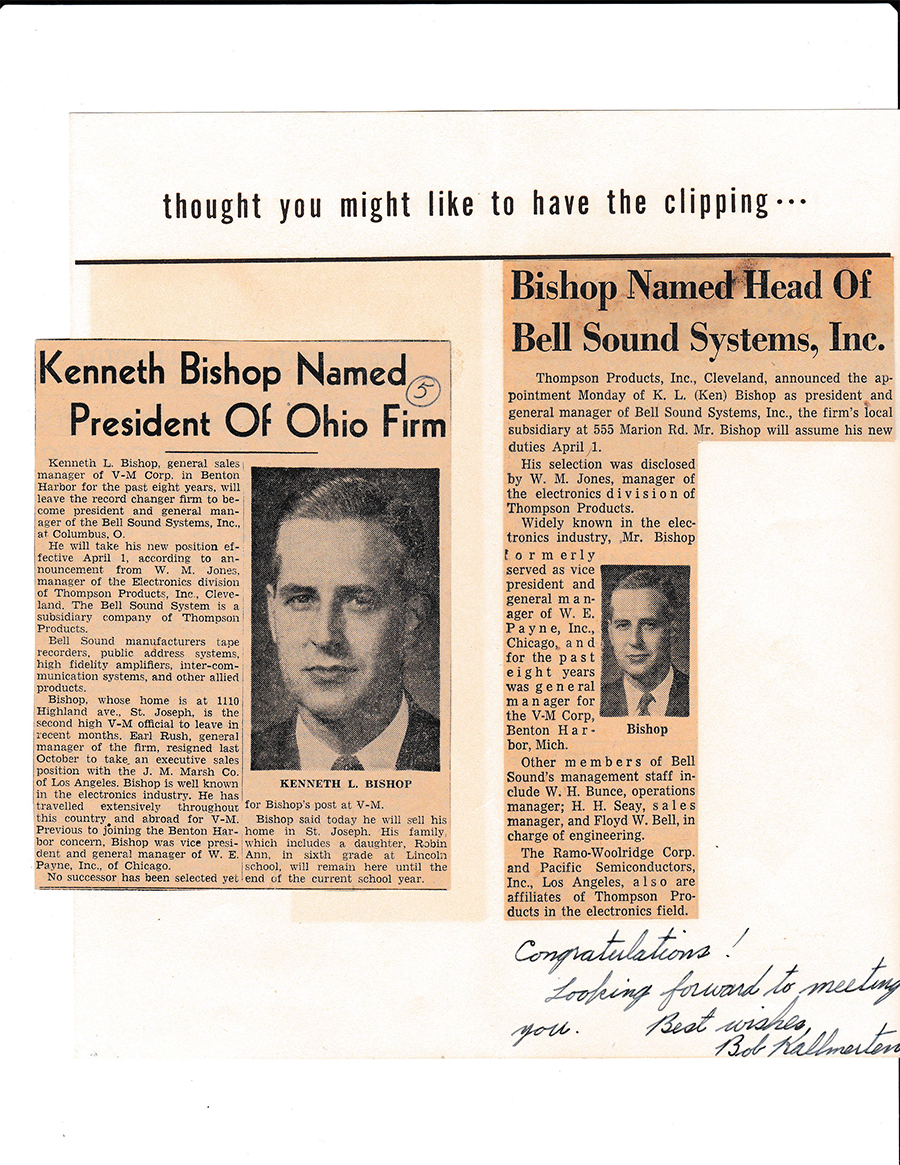 thought you might like to have the clipping...
Kenneth Bishop Named
President Of Ohio Firm
5
Kenneth L. Bishop, general sales
manager of V-M Corp. in Benton
Harbor for the past eight years, will
leave the record changer firm to be-
come president and general man-
ager of the Bell Sound Systems, Inc.,
at Columbus, O.
He will take his new position ef-
fective April 1, according to an-
nouncement from W. M. Jones,
manager of the Electronics division
of Thompson Products, Inc., Cleve-
land. The Bell Sound System is a
subsidiary company of Thompson
Products.
Bell Sound manufacturers tape
recorders, public address systems,
high fidelity amplifiers, inter-com-
munication systems, and other allied
products.
Bishop, whose home is at 1110
Highland ave., St. Joseph, is the
second high V-M official to leave in
recent months. Earl Rush, general
manager of the firm, resigned last
October to take an executive sales
position with the J. M. Marsh Co.
of Los Angeles. Bishop is well known
in the electronics industry. He has
travelled extensively throughout
this country and abroad for V-M.
Previous to joining the Benton Har-
bor concern, Bishop was vice presi-
dent and general manager of W. E.
Payne, Inc., of Chicago.
No successor has been selected yet
KENNETH L. BISHOP
for Bishop's post at V-M.
Bishop said today he will sell his
home in St. Joseph. His family,
which includes a daughter, Robin
Ann, in sixth grade at Lincoln
school, will remain here until the
end of the current school year.
Bishop Named Head Of
Bell Sound Systems, Inc.
Thompson Products, Inc., Cleveland, announced the ap-
pointment Monday of K. L. (Ken) Bishop as president and
general manager of Bell Sound Systems, Inc., the firm's local
subsidiary at 555 Marion Rd. Mr. Bishop will assume his new
duties April 1.
His selection was disclosed
by W. M. Jones, manager of
the electronics division of
Thompson Products.
Widely known in the elec-
tronics industry, Mr. Bishop
formerly
served as vice
president and
general man-
ager of W. E.
Payne, Inc.,
Chicago, and
for the past
eight years
was general
manager for
the V-M Corp,
Benton Har-
bor, Mich.
Bishop
Other members of Bell
Sound's management staff in-
clude W. H. Bunce, operations
manager; H. H. Seay, sales
manager, and Floyd W. Bell, in
charge of engineering.
The Ramo-Woolridge Corp.
and Pacific Semiconductors,
Inc., Los Angeles, also are
affiliates of Thompson Pro-
ducts in the electronics field.
Congratulations!
Looking forward to meeting
you. Best wishes,
Bob Kallmerten